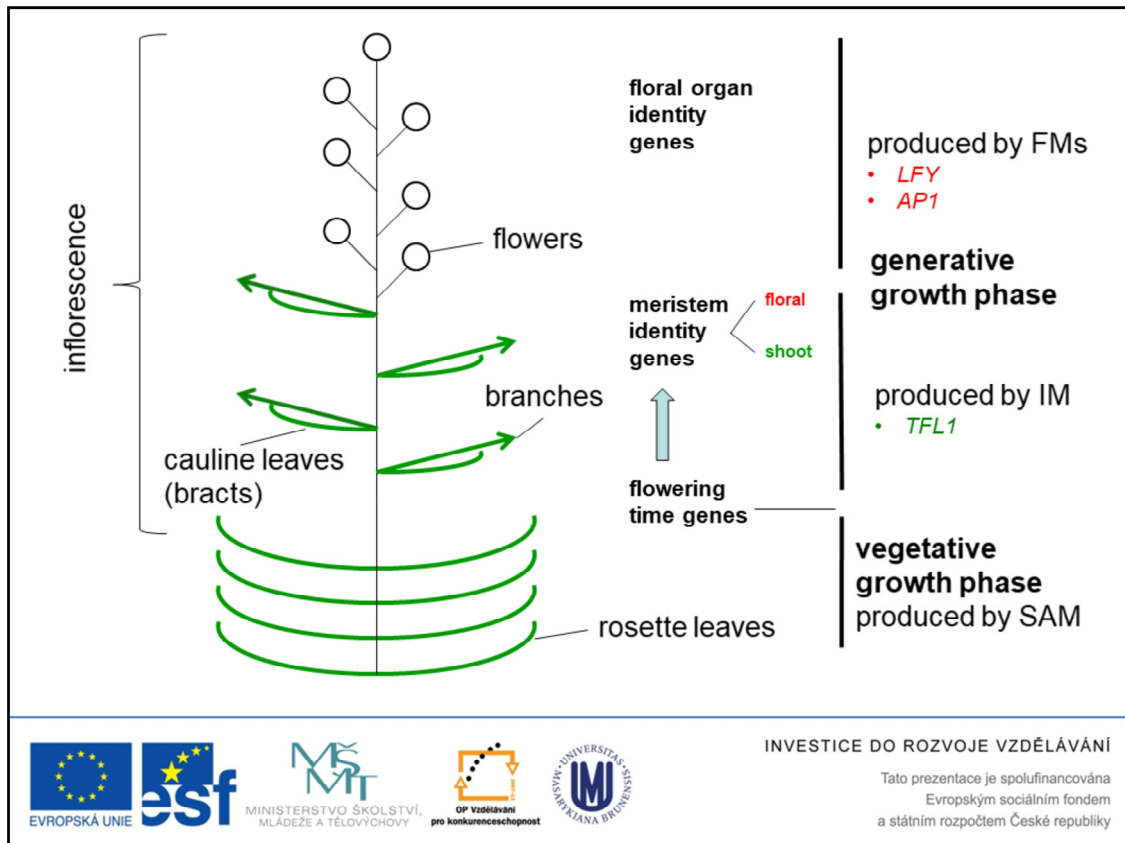 inflorescence
flowers
branches
cauline leaves
(bracts)
rosette leaves
floral organ
identity
genes
meristem
identity
genes
floral
shoot
flowering
time genes
produced by FMs
• LFY
• AP1
generative
growth phase
produced by IM
• TFL1
vegetative
growth phase
produced by SAM
EVROPSKÁ UNIE
esf
MŠMT
MINISTERSTVO ŠKOLSTVÍ,
MLÁDEŽE A TĚLOVÝCHOVY
2007-13
OP Vzdělávání
pro konkurenceschopnost
UNIVERSITAS MASARYKIANA BRUNENSIS
INVESTICE DO ROZVOJE VZDĚLÁVÁNÍ
Tato prezentace je spolufinancována
Evropským sociálním fondem
a státním rozpočtem České republiky